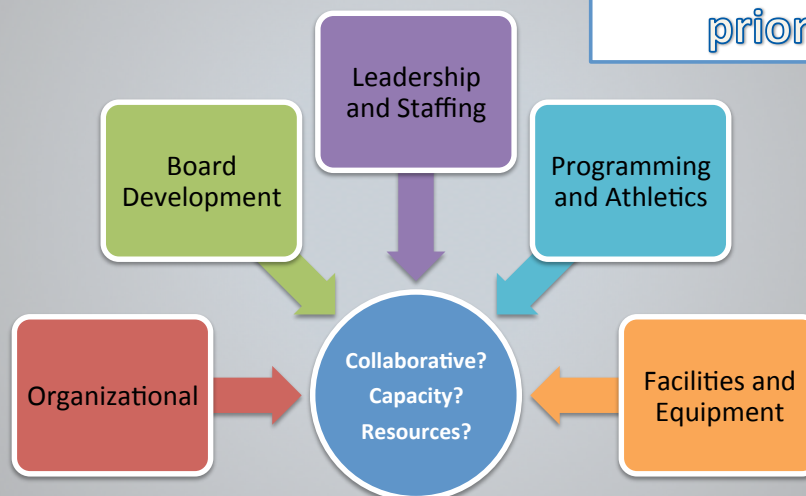 Leadership
and Staffing
Board
Development
Programming
and Athletics
Organizational
Collaborative?
Capacity?
Resources?
Facilities and
Equipment